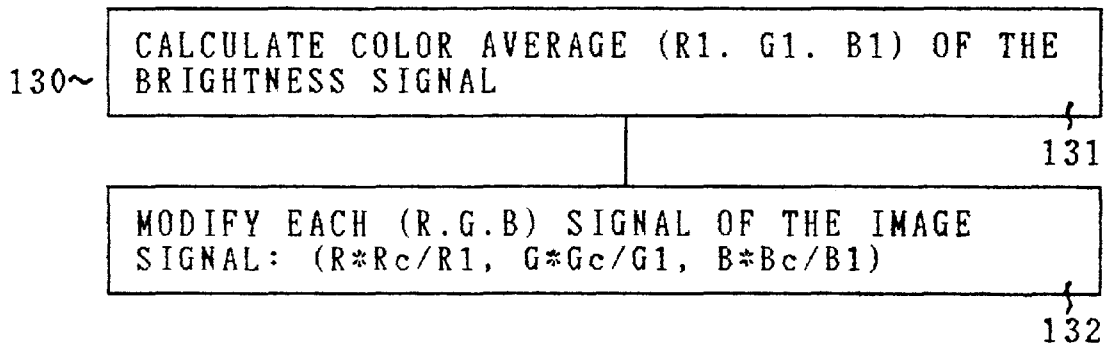 CALCULATE COLOR AVERAGE (R1. G1. B1) OF THE
130~ BRIGHTNESS SIGNAL
131
MODIFY EACH (R.G.B) SIGNAL OF THE IMAGE
SIGNAL: (R*Rc/R1, G*Gc/G1, B*Bc/B1)
132